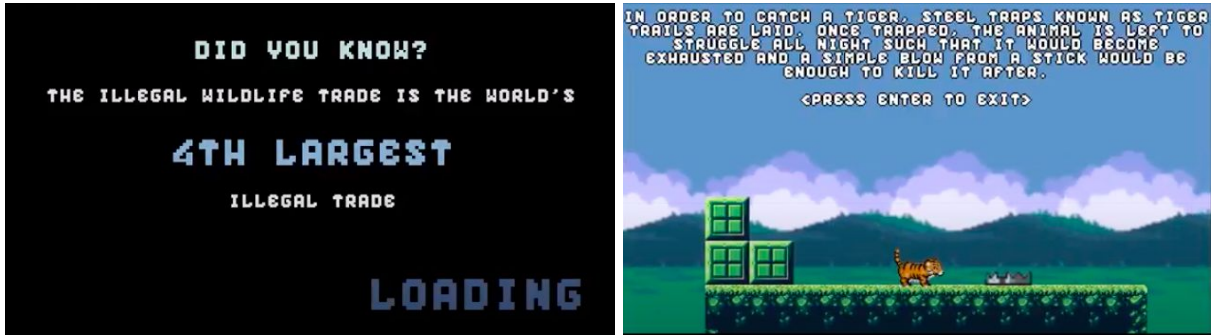 DID YOU KNOW?
THE ILLEGAL WILDLIFE TRADE IS THE WORLD'S
4TH LARGEST
ILLEGAL TRADE
LOADING
IN ORDER TO CATCH A TIGER, STEEL TRAPS KNOWN AS TIGER
TRAILS ARE LAID. ONCE TRAPPED, THE ANIMAL IS LEFT TO
STRUGGLE ALL NIGHT SUCH THAT IT WOULD BECOME
EXHAUSTED AND A SIMPLE BLOW FROM A STICK WOULD BE
ENOUGH TO KILL IT AFTER.
<PRESS ENTER TO EXIT>